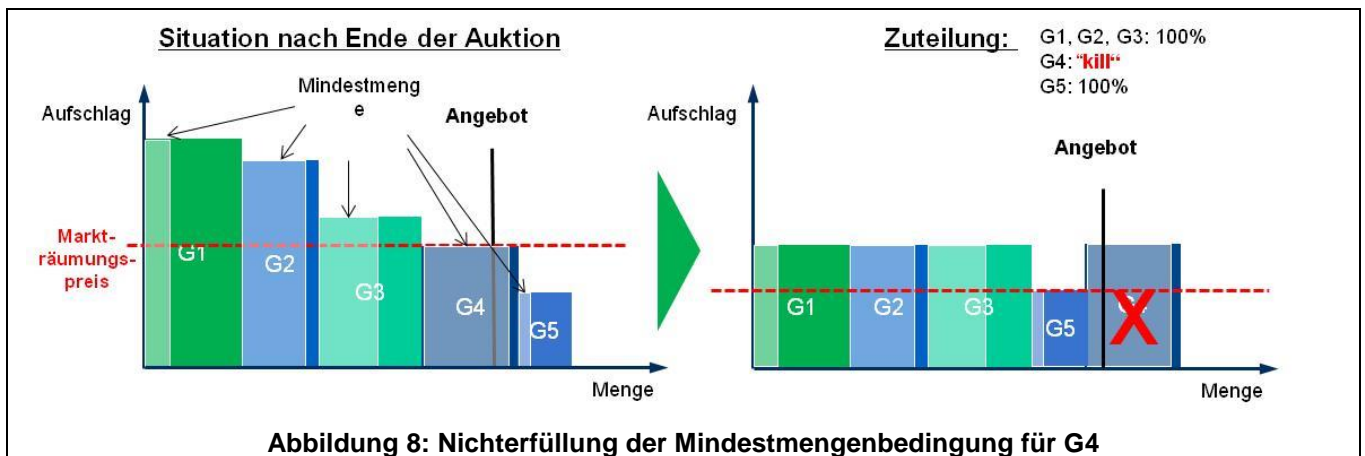 Situation nach Ende der Auktion
Zuteilung:
G1, G2, G3: 100%
G4: "kill"
G5: 100%
Mindestmeng
e
Aufschlag
Angebot
Markt-
räumungs-
preis
G1
G2
G3
G4
G5
Menge
Aufschlag
Angebot
G1
G2
G3
G5
X
Menge
Abbildung 8: Nichterfüllung der Mindestmengenbedingung für G4